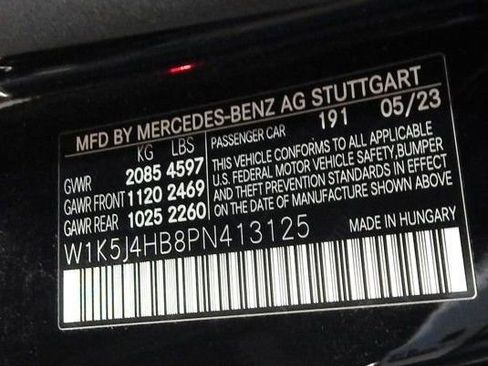 MFD BY MERCEDES-BENZ AG STUTTGART
KG LBS PASSENGER CAR 191 05/23
GVWR 2085 4597
GAWR FRONT 1120 2469
GAWR REAR 1025 2260
THIS VEHICLE CONFORMS TO ALL APPLICABLE
U.S. FEDERAL MOTOR VEHICLE SAFETY, BUMPER
AND THEFT PREVENTION STANDARDS IN EFFECT
ON THE DATE OF MANUFACTURE SHOWN ABOVE
W1K5J4HB8PN413125 MADE IN HUNGARY